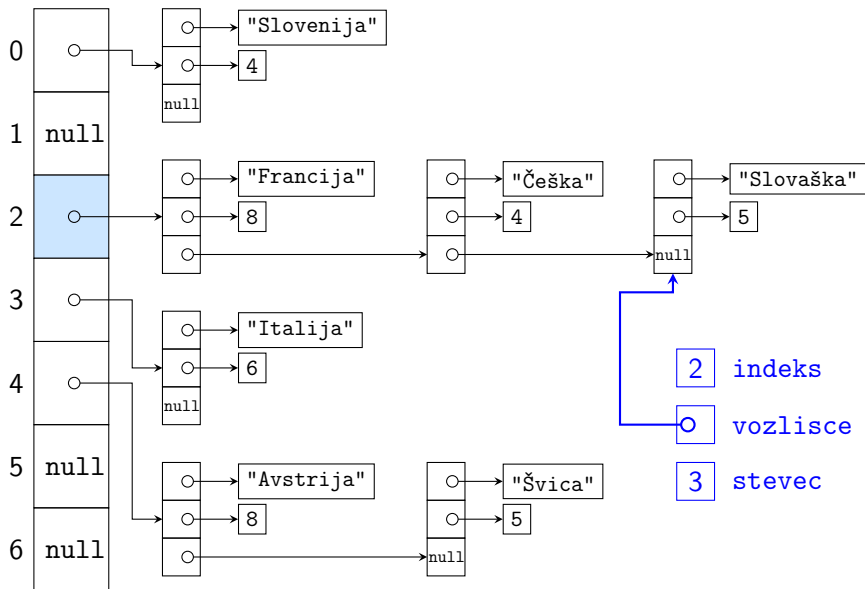 0
"Slovenija"
4
null
1 null
2
"Francija" "Češka" "Slovaška"
8 4 5
null
3
"Italija"
6
null
2 indeks
4
vozlisce
5 null
"Avstrija" "Švica"
3 stevec
8 5
6 null
null